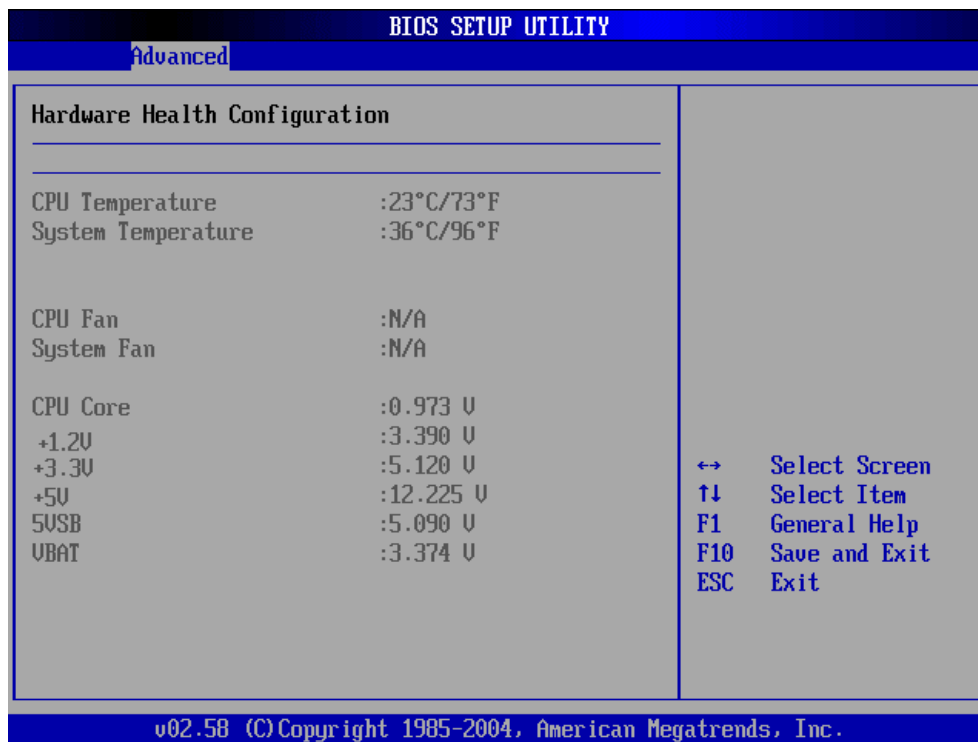 BIOS SETUP UTILITY
Advanced
Hardware Health Configuration
CPU Temperature :23°C/73°F
System Temperature :36°C/96°F
CPU Fan :N/A
System Fan :N/A
CPU Core :0.973 V
+1.2V :3.390 V
+3.3V :5.120 V
+5V :12.225 V
5VSB :5.090 V
VBAT :3.374 V
↔ Select Screen
↑↓ Select Item
F1 General Help
F10 Save and Exit
ESC Exit
v02.58 (C)Copyright 1985-2004, American Megatrends, Inc.